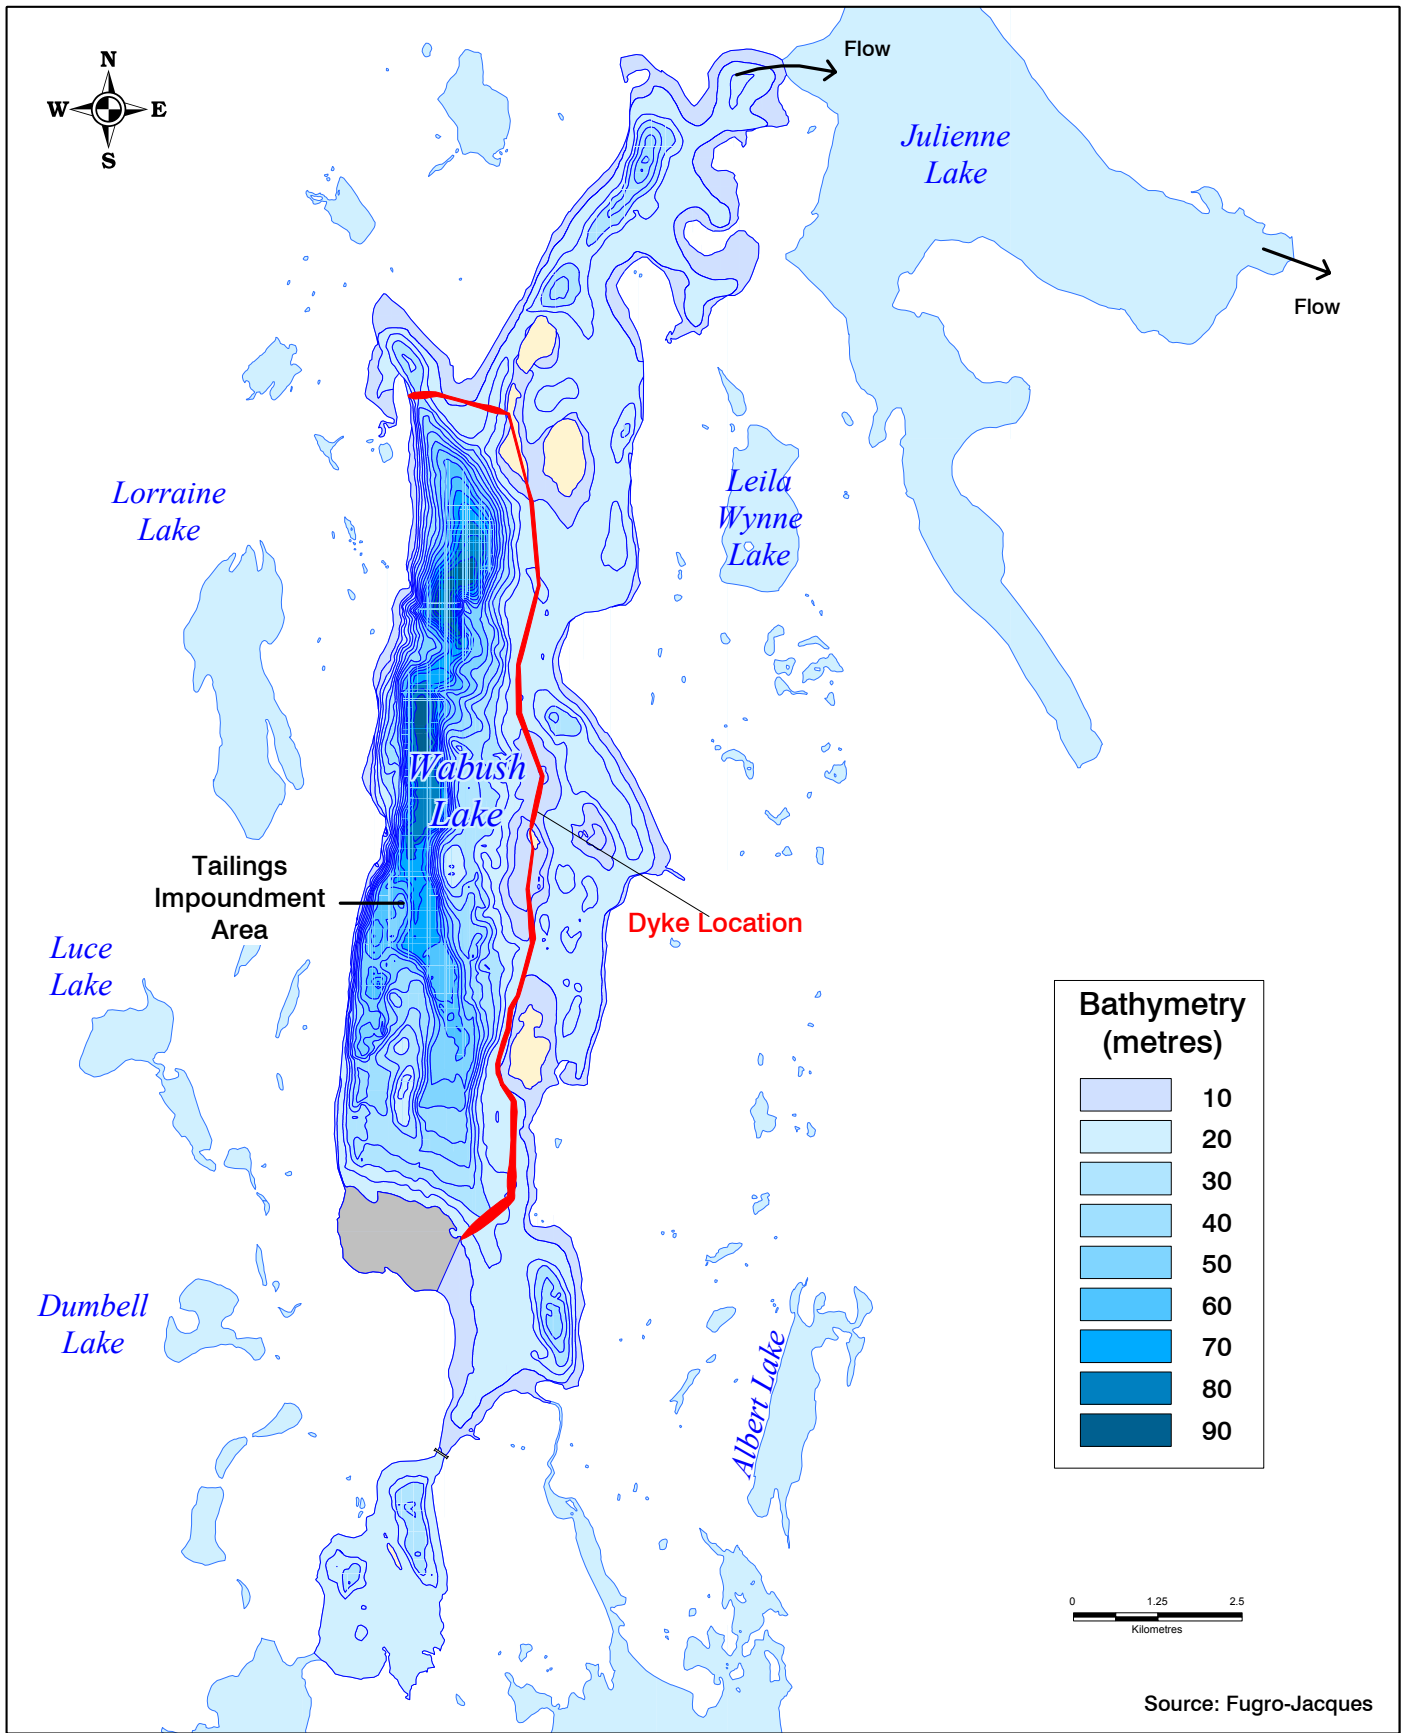 N
W E
S
Flow
Julienne
Lake
Flow
Lorraine
Lake
Leila
Wynne
Lake
Wabush
Lake
Tailings
Impoundment
Area
Dyke Location
Luce
Lake
Bathymetry
(metres)
10
20
30
40
50
60
70
80
90
Dumbell
Lake
Albert Lake
0 1.25 2.5
Kilometres
Source: Fugro-Jacques